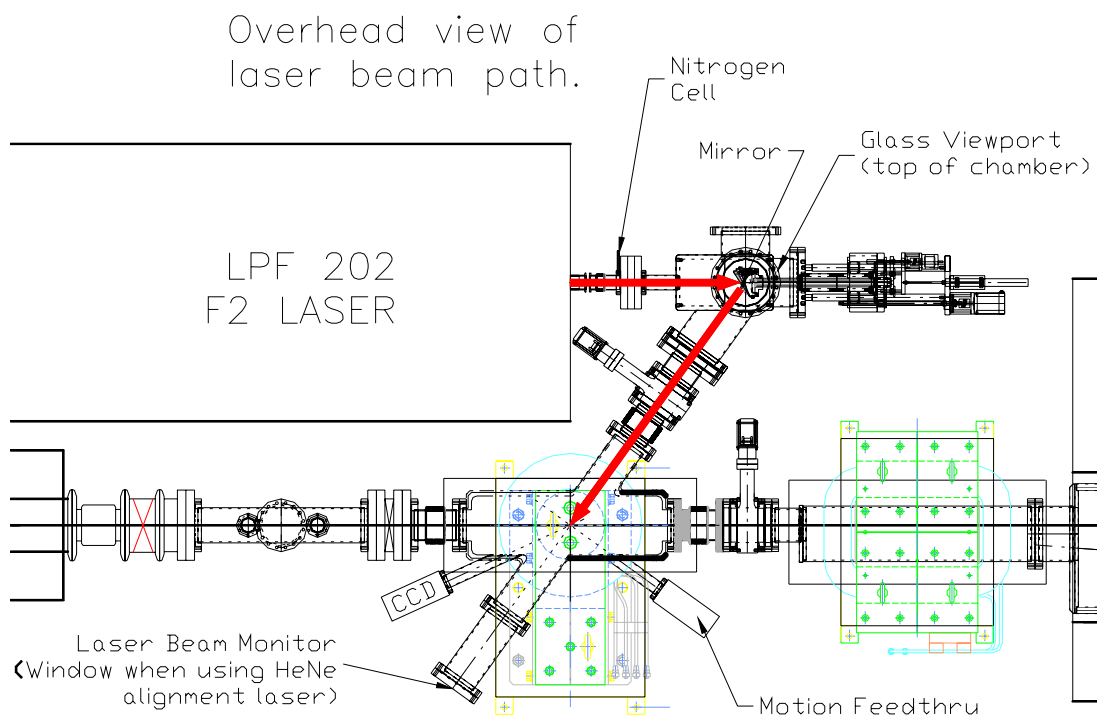 Overhead view of
laser beam path.
Nitrogen
Cell
Mirror
Glass Viewport
(top of chamber)
LPF 202
F2 LASER
CCD
Laser Beam Monitor
(Window when using HeNe
alignment laser)
Motion Feedthru